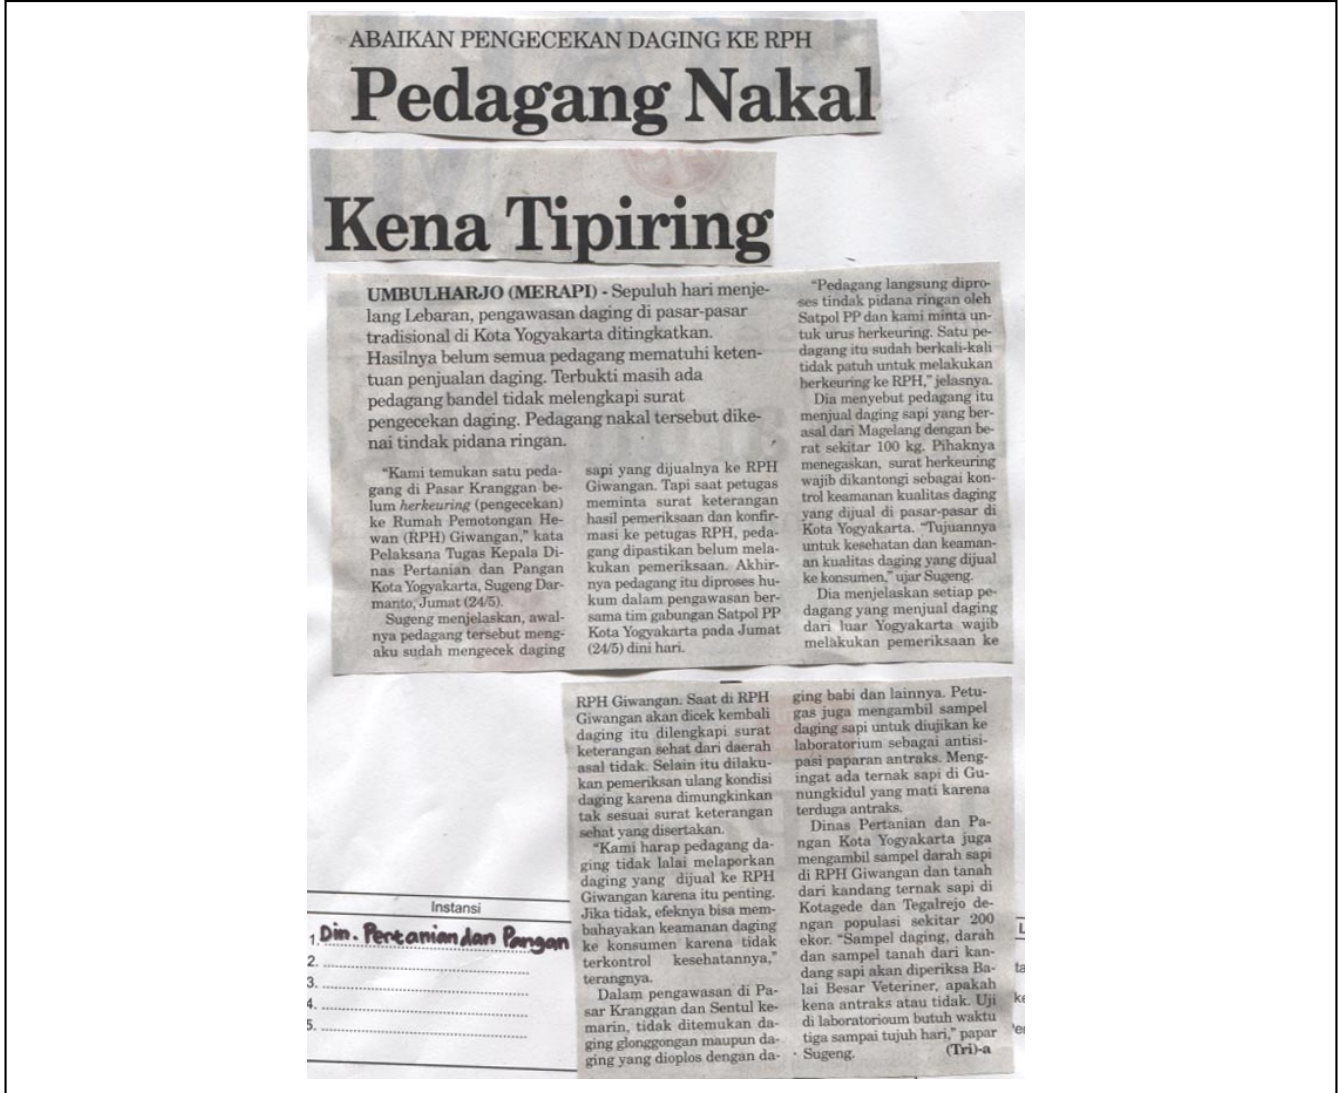 ABAIKAN PENGECEKAN DAGING KE RPH
Pedagang Nakal
Kena Tipiring
UMBULHARJO (MERAPI) - Sepuluh hari menje-
lang Lebaran, pengawasan daging di pasar-pasar
tradisional di Kota Yogyakarta ditingkatkan.
Hasilnya belum semua pedagang mematuhi keten-
tuan penjualan daging. Terbukti masih ada
pedagang bandel tidak melengkapi surat
pengecekan daging. Pedagang nakal tersebut dike-
nai tindak pidana ringan.
"Kami temukan satu peda-
gang di Pasar Kranggan be-
lum herkeuring (pengecekan)
ke Rumah Pemotongan He-
wan (RPH) Giwangan," kata
Pelaksana Tugas Kepala Di-
nas Pertanian dan Pangan
Kota Yogyakarta, Sugeng Dar-
manto, Jumat (24/5).
Sugeng menjelaskan, awal-
nya pedagang tersebut meng-
aku sudah mengecek daging
sapi yang dijualnya ke RPH
Giwangan. Tapi saat petugas
meminta surat keterangan
hasil pemeriksaan dan konfir-
masi ke petugas RPH, peda-
gang dipastikan belum mela-
kukan pemeriksaan. Akhir-
nya pedagang itu diproses hu-
kum dalam pengawasan ber-
sama tim gabungan Satpol PP
Kota Yogyakarta pada Jumat
(24/5) dini hari.
"Pedagang langsung dipro-
ses tindak pidana ringan oleh
Satpol PP dan kami minta un-
tuk urus herkeuring. Satu pe-
dagang itu sudah berkali-kali
tidak patuh untuk melakukan
herkeuring ke RPH," jelasnya.
Dia menyebut pedagang itu
menjual daging sapi yang ber-
asal dari Magelang dengan be-
rat sekitar 100 kg. Pihaknya
menegaskan, surat herkeuring
wajib dikantongi sebagai kon-
trol keamanan kualitas daging
yang dijual di pasar-pasar di
Kota Yogyakarta. "Tujuannya
untuk kesehatan dan keaman-
an kualitas daging yang dijual
ke konsumen," ujar Sugeng.
Dia menjelaskan setiap pe-
dagang yang menjual daging
dari luar Yogyakarta wajib
melakukan pemeriksaan ke
RPH Giwangan. Saat di RPH
Giwangan akan dicek kembali
daging itu dilengkapi surat
keterangan sehat dari daerah
asal tidak. Selain itu dilaku-
kan pemeriksan ulang kondisi
daging karena dimungkinkan
tak sesuai surat keterangan
sehat yang disertakan.
"Kami harap pedagang da-
ging tidak lalai melaporkan
daging yang dijual ke RPH
Giwangan karena itu penting.
Jika tidak, efeknya bisa mem-
bahayakan keamanan daging
ke konsumen karena tidak
terkontrol kesehatannya,"
terangnya.
Dalam pengawasan di Pa-
sar Kranggan dan Sentul ke-
marin, tidak ditemukan da-
ging glonggongan maupun da-
ging yang dioplos dengan da-
ging babi dan lainnya. Petu-
gas juga mengambil sampel
daging sapi untuk diujikan ke
laboratorium sebagai antisi-
pasi paparan antraks. Meng-
ingat ada ternak sapi di Gu-
nungkidul yang mati karena
terduga antraks.
Dinas Pertanian dan Pa-
ngan Kota Yogyakarta juga
mengambil sampel darah sapi
di RPH Giwangan dan tanah
dari kandang ternak sapi di
Kotagede dan Tegalrejo de-
ngan populasi sekitar 200
ekor. "Sampel daging, darah
dan sampel tanah dari kan-
dang sapi akan diperiksa Ba-
lai Besar Veteriner, apakah
kena antraks atau tidak. Uji
di laboratorioum butuh waktu
tiga sampai tujuh hari," papar
Sugeng. (Tri)-a
Instansi
1. Din. Pertanian dan Pangan
2.
3.
4.
5.